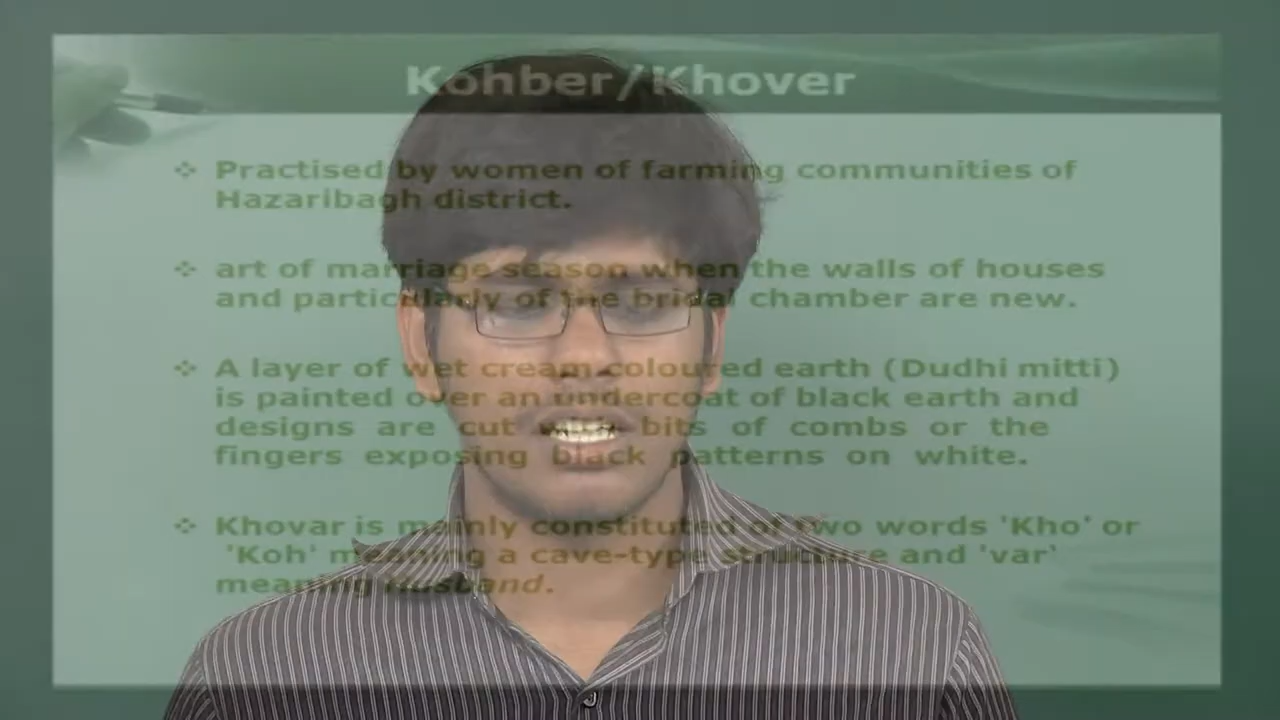 Kohber/Khover
❖ Practised by women of farming communities of
Hazaribagh district.
❖ art of marriage season when the walls of houses
and particularly of the bridal chamber are new.
❖ A layer of wet cream coloured earth (Dudhi mitti)
is painted over an undercoat of black earth and
designs are cut with bits of combs or the
fingers exposing black patterns on white.
❖ Khovar is mainly constituted of two words 'Kho' or
'Koh' meaning a cave-type structure and 'var'
meaning Husband.